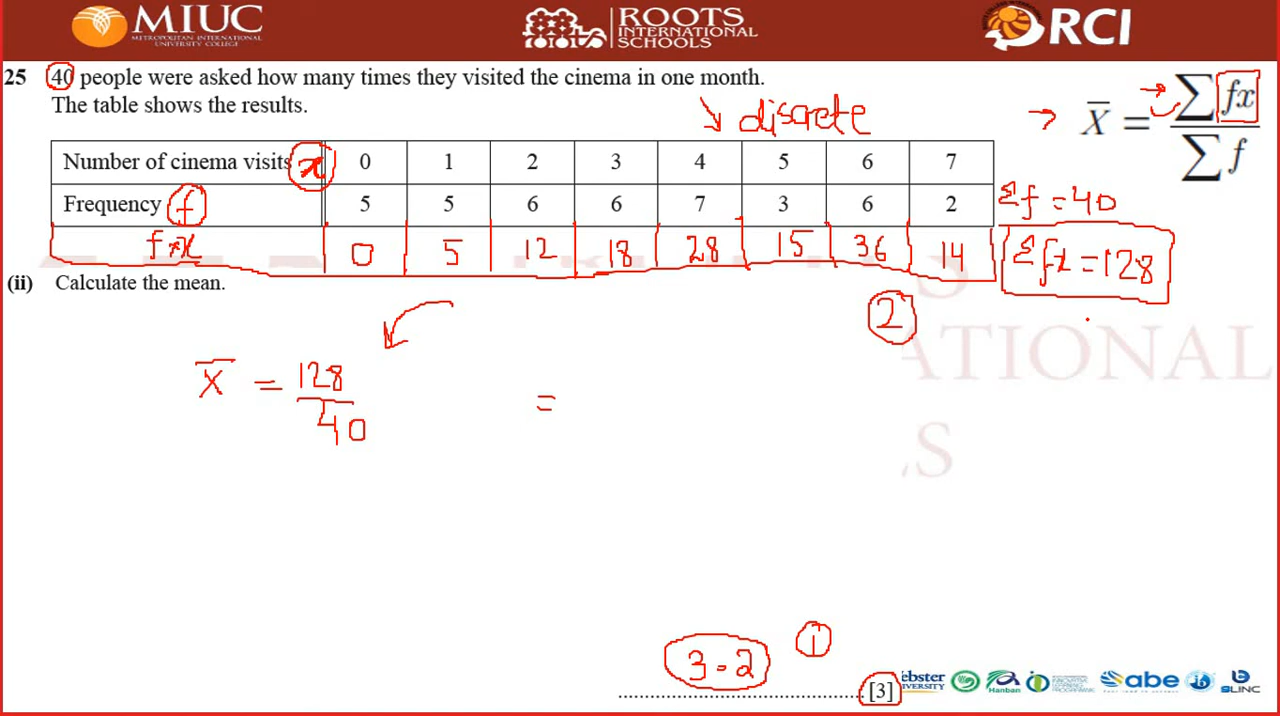 MIUC
METROPOLITAN INTERNATIONAL
UNIVERSITY COLLEGE
ROOTS
INTERNATIONAL
SCHOOLS
RCI
25 40 people were asked how many times they visited the cinema in one month.
The table shows the results.
discrete
→ X̄ = Σfx / Σf
Number of cinema visits x 0 1 2 3 4 5 6 7
Frequency f 5 5 6 6 7 3 6 2
Σf = 40
f×x 0 5 12 18 28 15 36 14
Σfx = 128
(ii) Calculate the mean.
2
X̄ = 128/40 =
ATIONAL
S
3.2 1
[3]
ebster
Hanban
abe
ib
SLINC